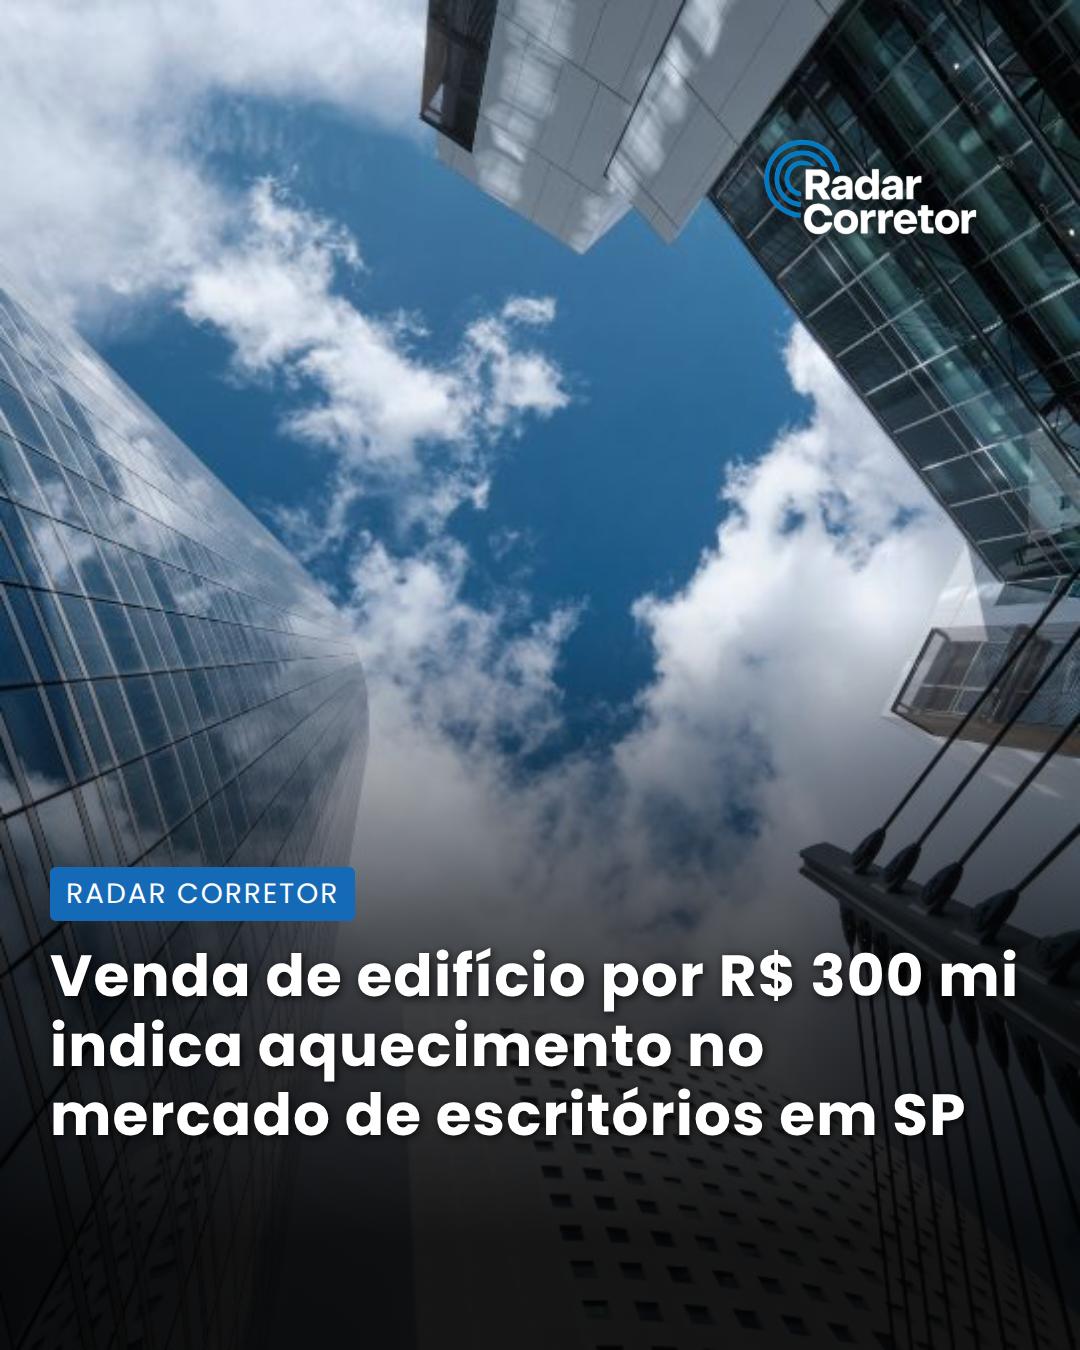 Radar
Corretor
RADAR CORRETOR
Venda de edifício por R$ 300 mi
indica aquecimento no
mercado de escritórios em SP